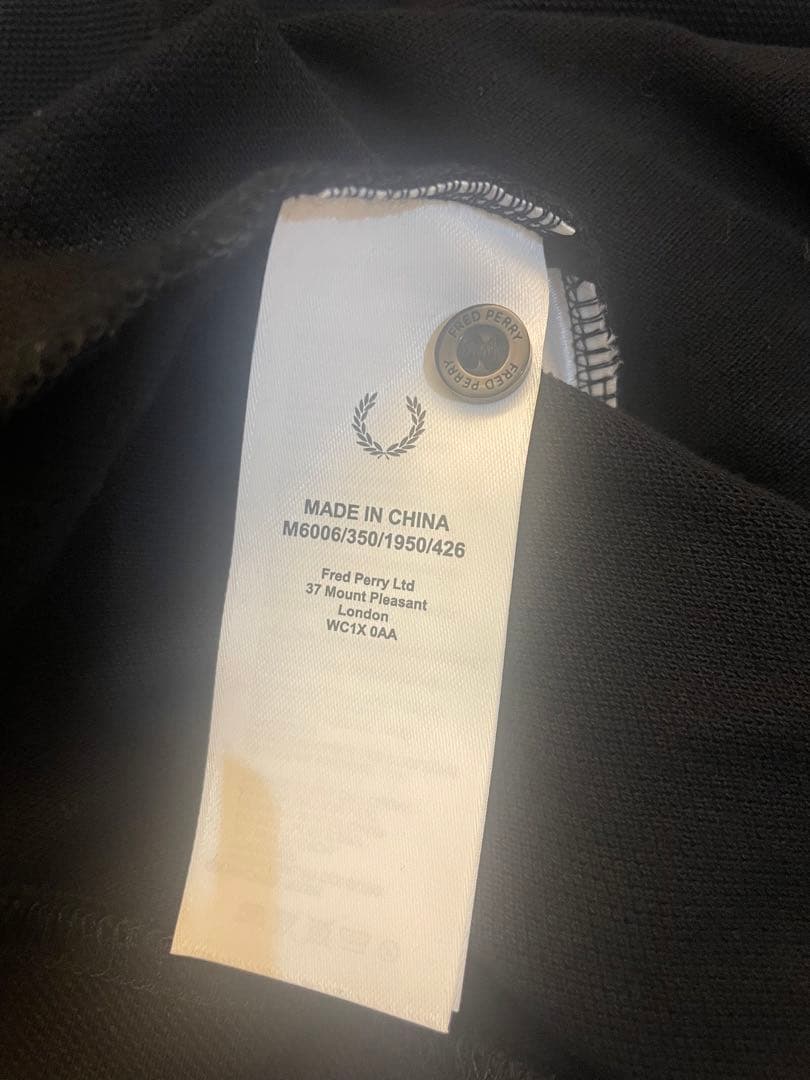 FRED PERRY
FRED PERRY
MADE IN CHINA
M6006/350/1950/426
Fred Perry Ltd
37 Mount Pleasant
London
WC1X 0AA